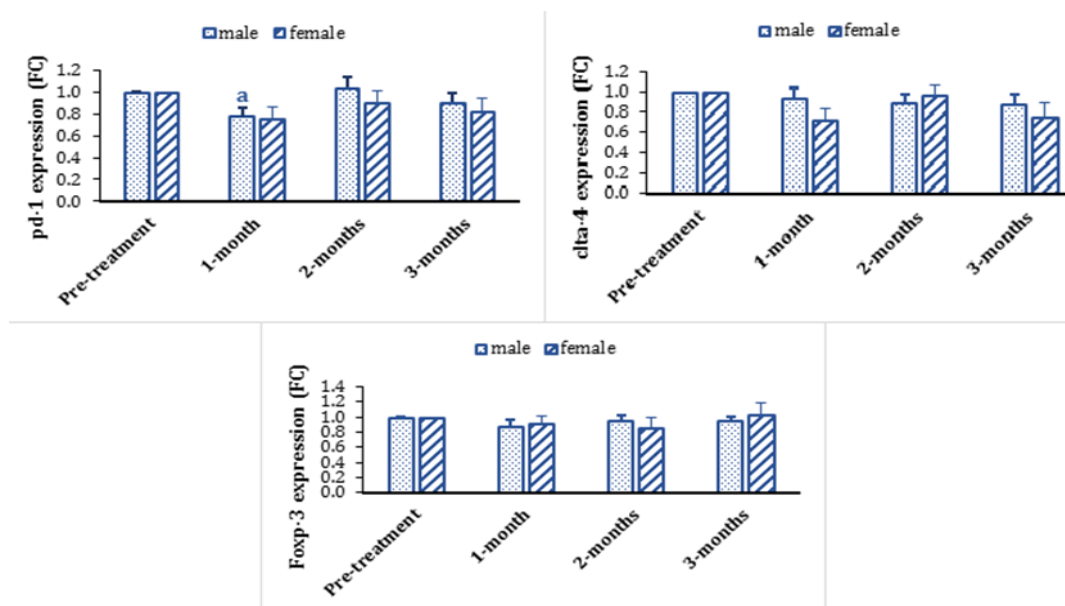 male female
pd-1 expression (FC)
1.2
1.0
0.8
0.6
0.4
0.2
0.0
a
Pre-treatment
1-month
2-months
3-months
male female
clta-4 expression (FC)
1.2
1.0
0.8
0.6
0.4
0.2
0.0
Pre-treatment
1-month
2-months
3-months
male female
Foxp-3 expression (FC)
1.4
1.2
1.0
0.8
0.6
0.4
0.2
0.0
Pre-treatment
1-month
2-months
3-months